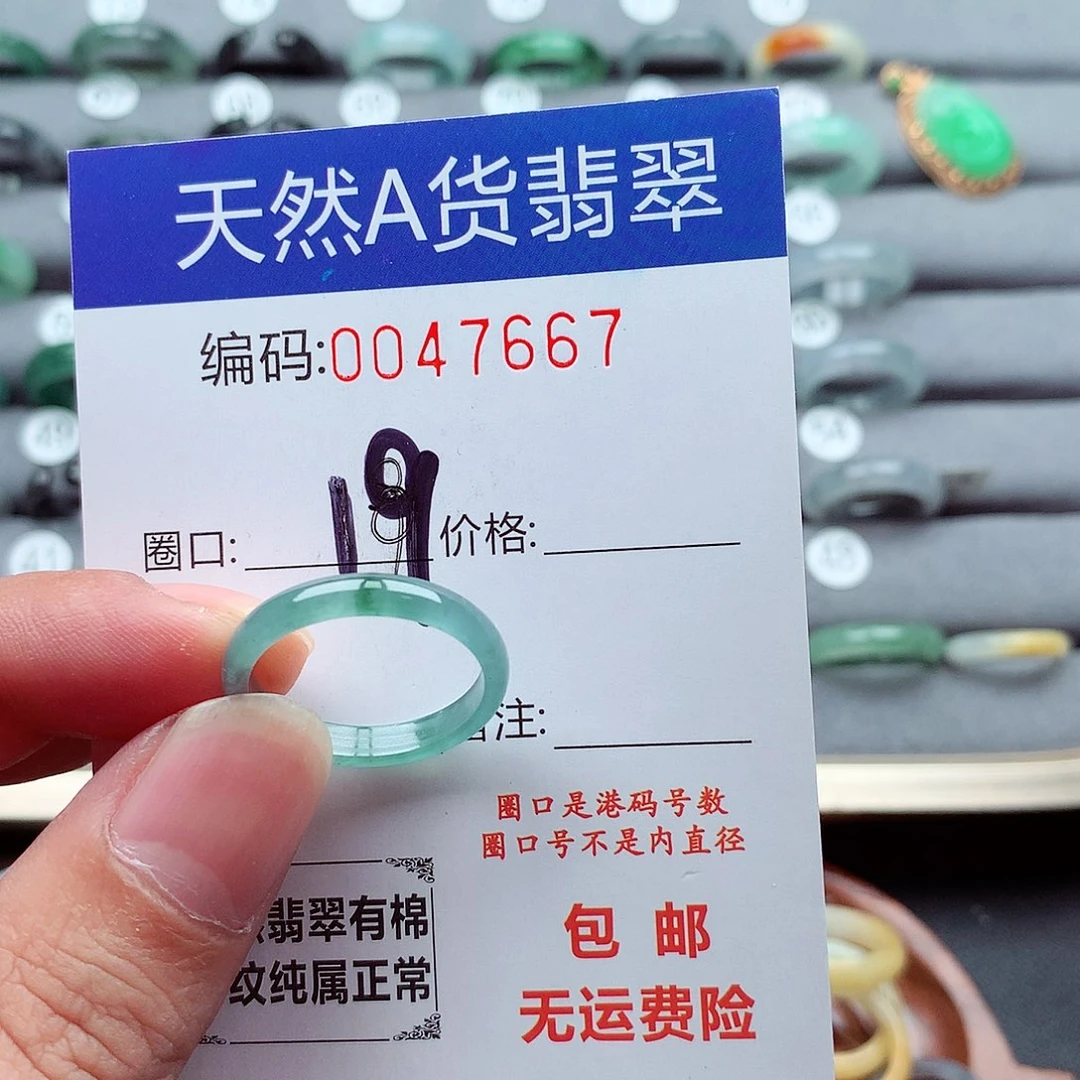 天然A货翡翠
编码:0047667
圈口: 19 价格:
注:
圈口是港码号数
圈口号不是内直径
翡翠有棉
纹纯属正常
包邮
无运费险
54
49